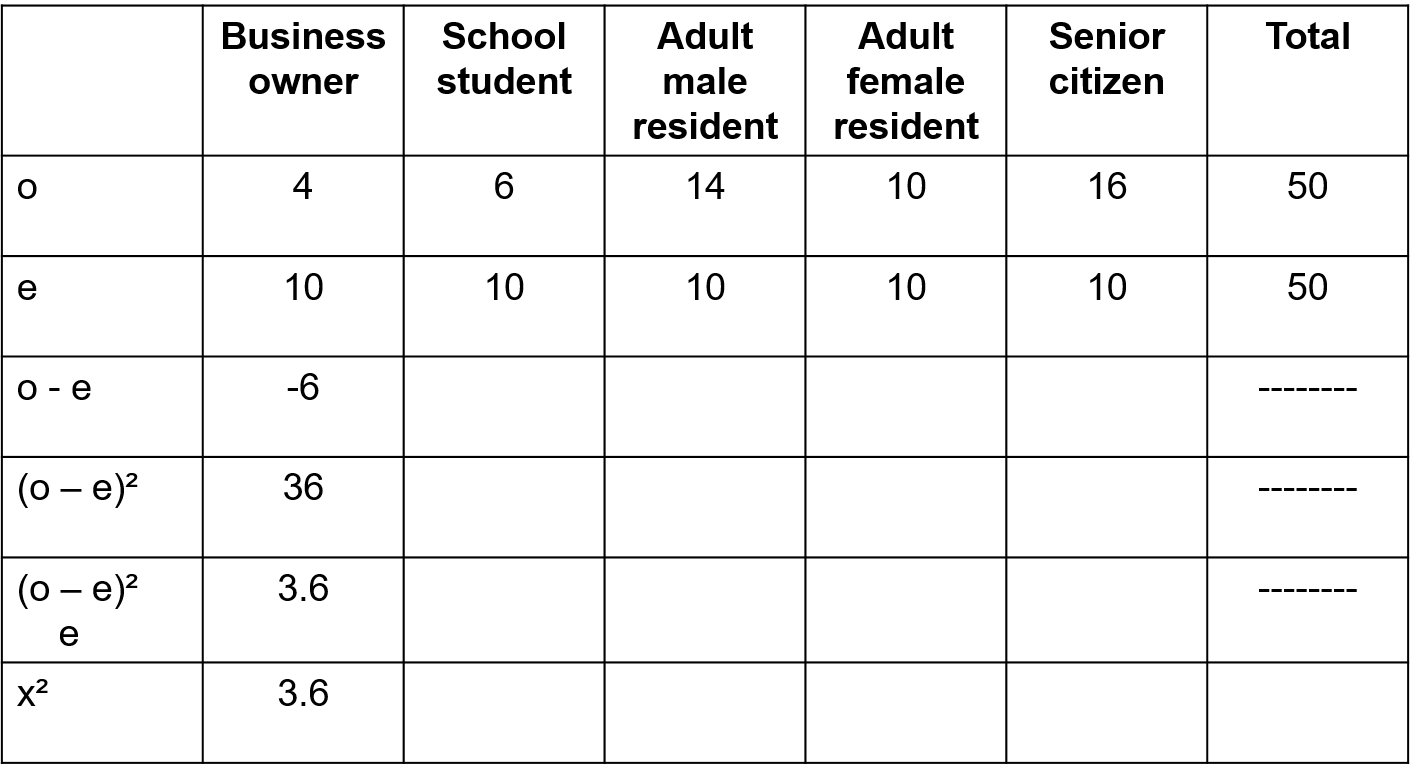 Business School Adult Adult Senior Total
owner student male female citizen
resident resident
o 4 6 14 10 16 50
e 10 10 10 10 10 50
o - e -6 --------
(o – e)² 36 --------
(o – e)² 3.6 --------
e
x² 3.6